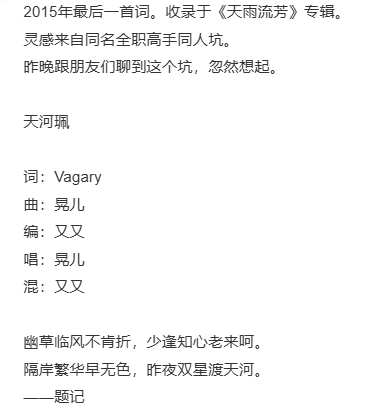 2015年最后一首词。收录于《天雨流芳》专辑。
灵感来自同名全职高手同人坑。
昨晚跟朋友们聊到这个坑，忽然想起。
天河珮
词：Vagary
曲：晃儿
编：又又
唱：晃儿
混：又又
幽草临风不肯折，少逢知心老来呵。
隔岸繁华早无色，昨夜双星渡天河。
——题记